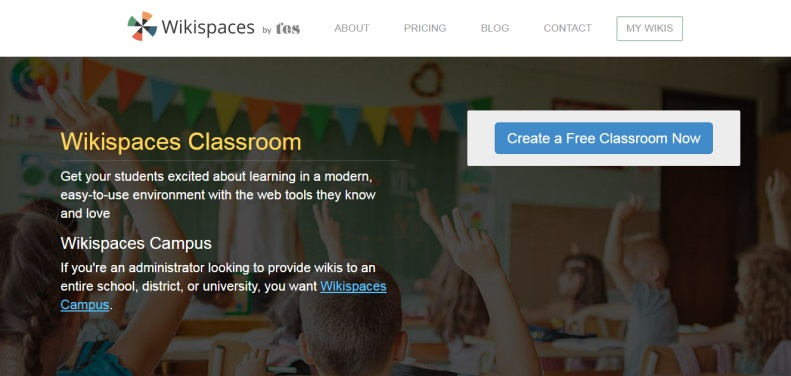 Wikispaces by fes
ABOUT
PRICING
BLOG
CONTACT
MY WIKIS
Wikispaces Classroom
Get your students excited about learning in a modern,
easy-to-use environment with the web tools they know
and love
Wikispaces Campus
If you're an administrator looking to provide wikis to an
entire school, district, or university, you want Wikispaces
Campus.
Create a Free Classroom Now